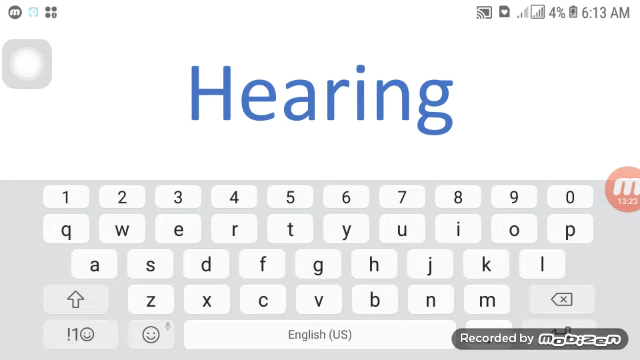 4% 6:13 AM
Hearing
13:23
1 2 3 4 5 6 7 8 9 0
q w e r t y u i o p
a s d f g h j k l
z x c v b n m
!1☺ English (US)
Recorded by mobizen